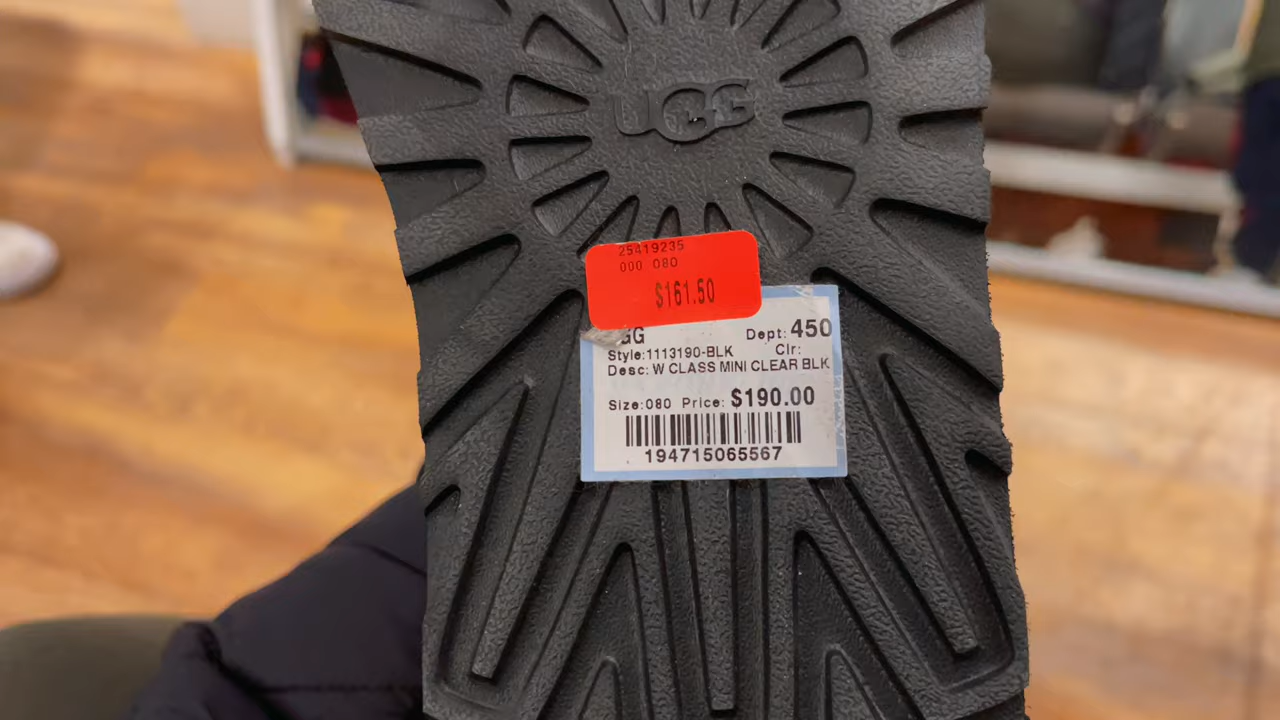 UGG
25419235
000 080
$161.50
GG Dept: 450
Style:1113190-BLK Clr:
Desc: W CLASS MINI CLEAR BLK
Size:080 Price: $190.00
194715065567